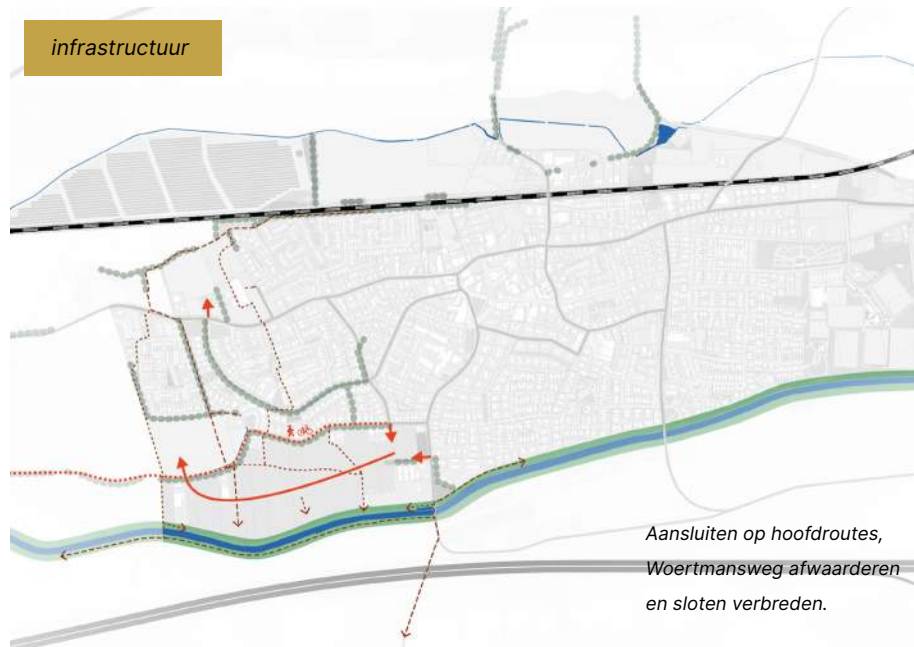 infrastructuur
Aansluiten op hoofdroutes,
Woertmansweg afwaarderen
en sloten verbreden.